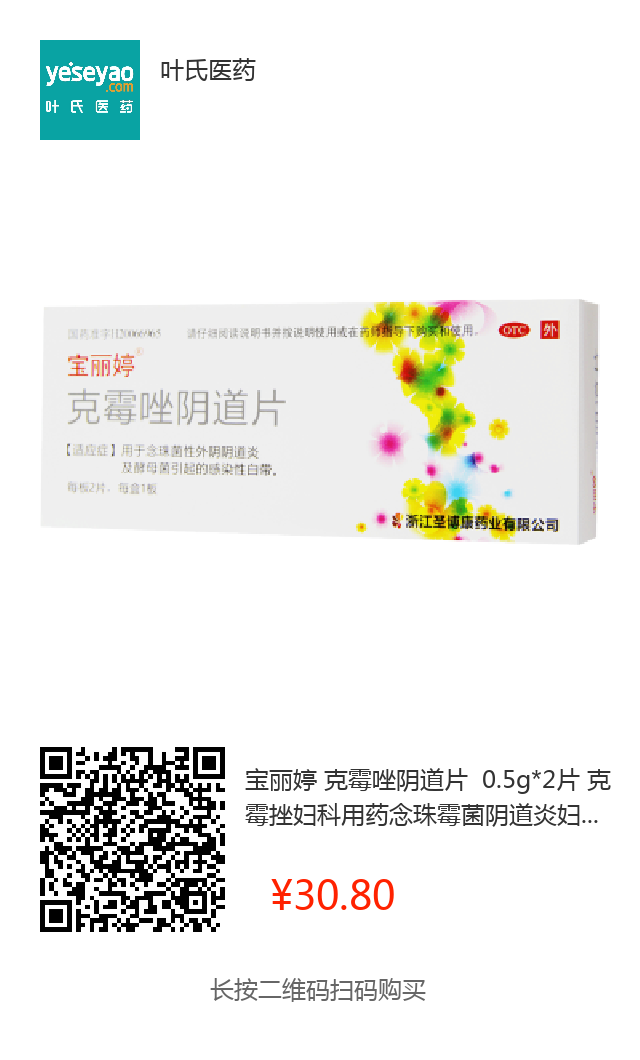 yeseyao
.com
叶氏医药
叶氏医药
请仔细阅读说明书并按说明使用或在药师指导下购买和使用。
OTC
外
宝丽婷®
克霉唑阴道片
【适应症】用于念珠菌性外阴阴道炎
及酵母菌引起的感染性白带。
每板2片，每盒1板
浙江圣博康药业有限公司
宝丽婷 克霉唑阴道片 0.5g*2片 克
霉挫妇科用药念珠霉菌阴道炎妇...
¥30.80
长按二维码扫码购买